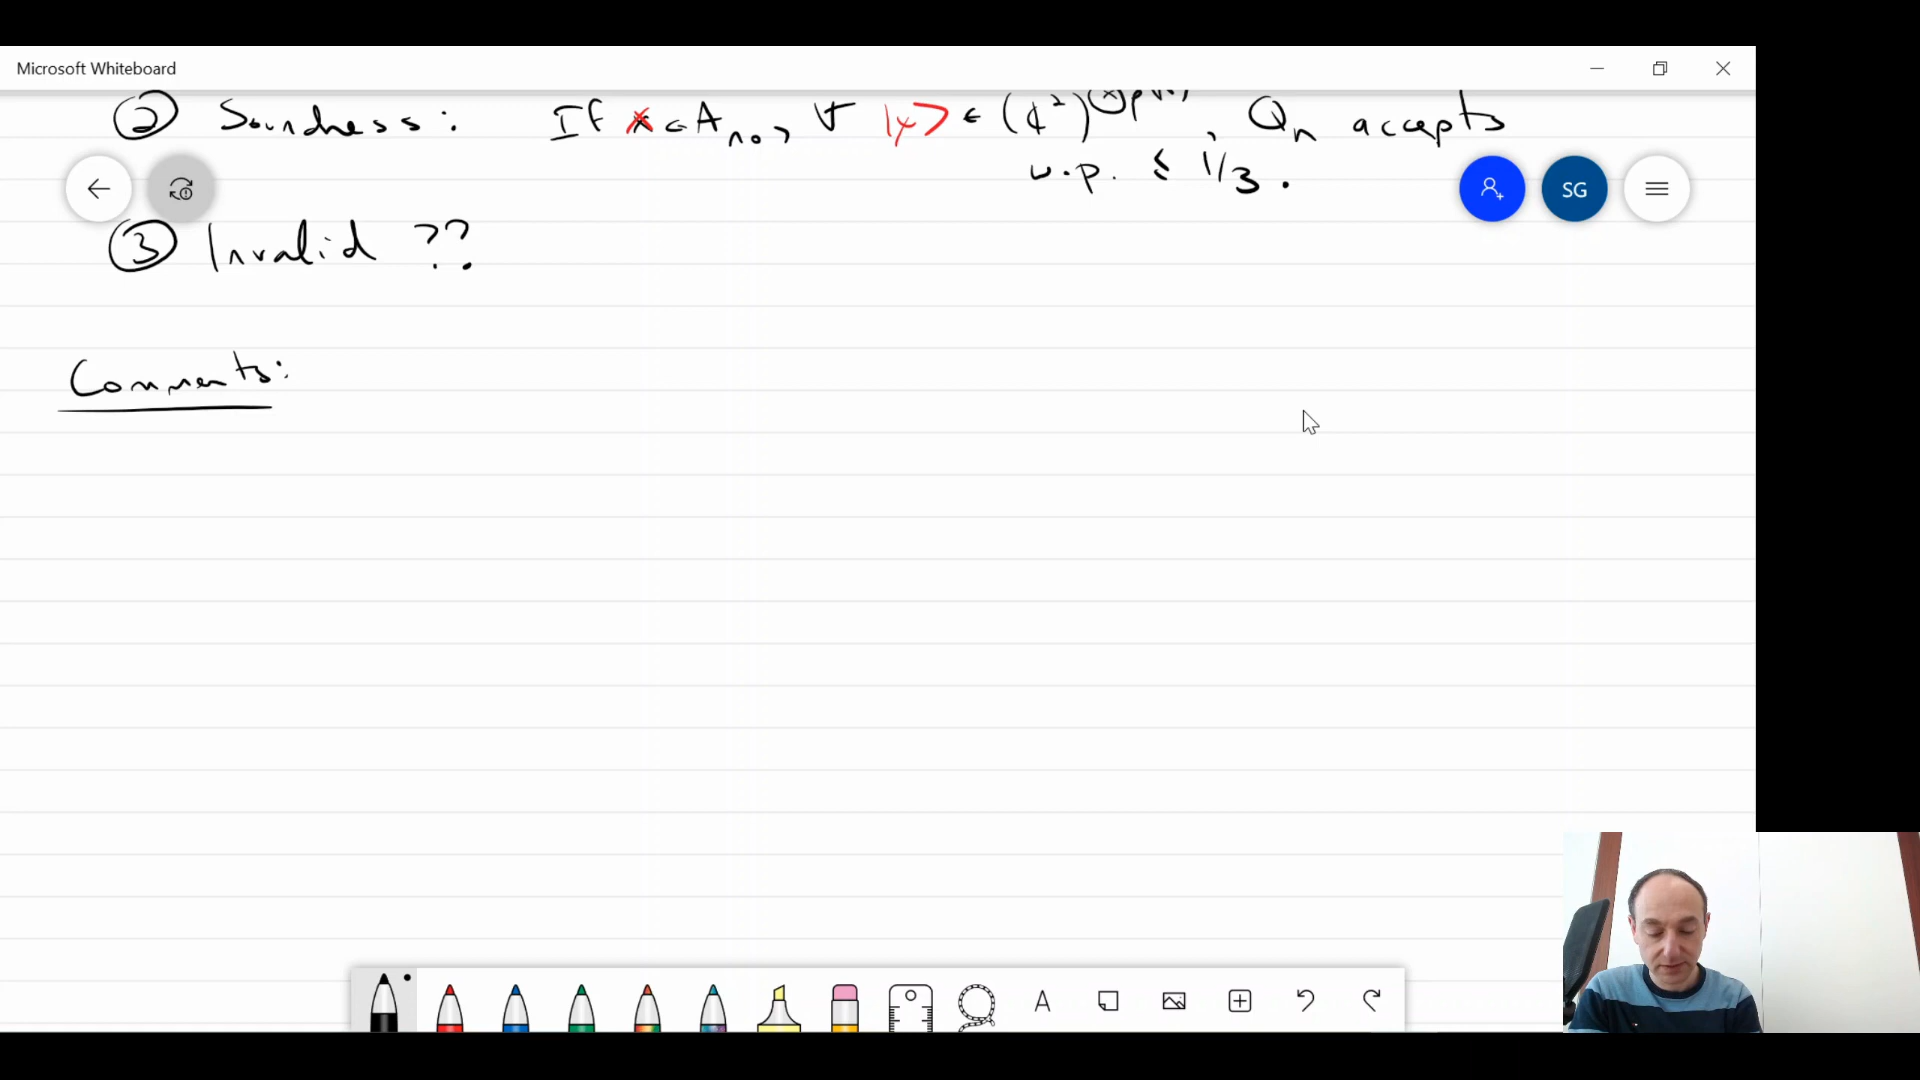 Microsoft Whiteboard
② Soundness: If x ∈ A_no, ∀ |ψ> ∈ (ℂ²)^⊗p(n), Q_n accepts
w.p. ≤ 1/3.
SG
③ Invalid ??
Comments:
A